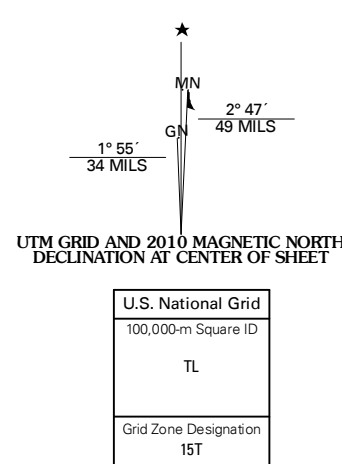 ★
MN
GN
2° 47´
49 MILS
1° 55´
34 MILS
UTM GRID AND 2010 MAGNETIC NORTH
DECLINATION AT CENTER OF SHEET
U.S. National Grid
100,000-m Square ID
TL
Grid Zone Designation
15T